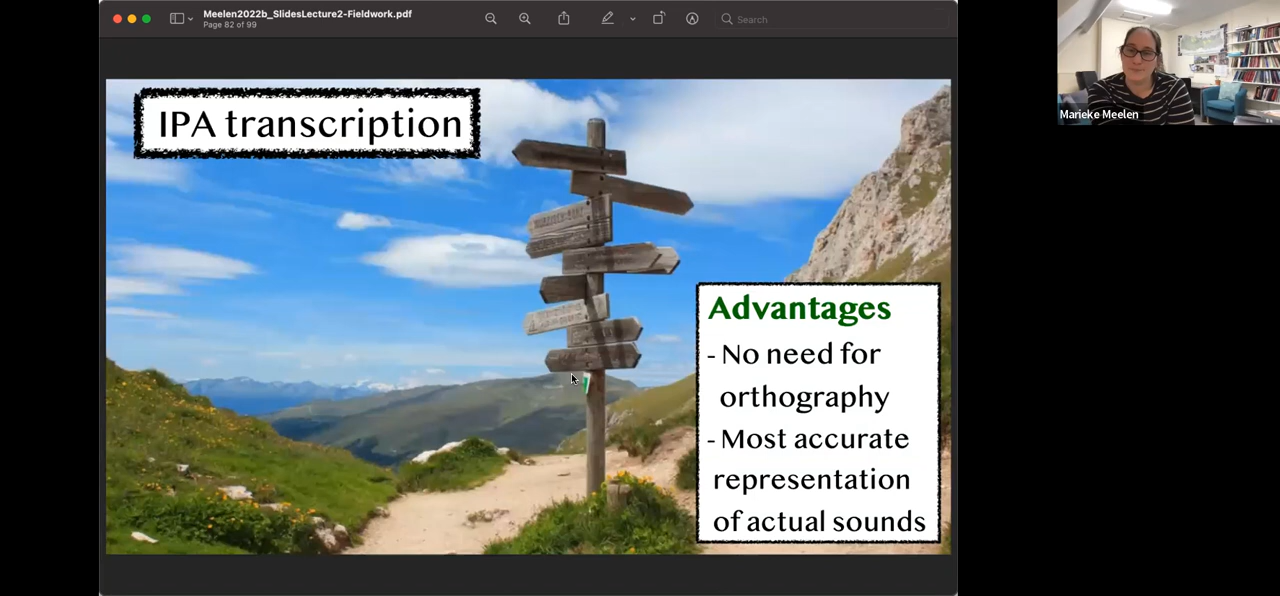 Meelen2022b_SlidesLecture2-Fieldwork.pdf
Page 82 of 99
Search
Marieke Meelen
IPA transcription
Advantages
- No need for
orthography
- Most accurate
representation
of actual sounds